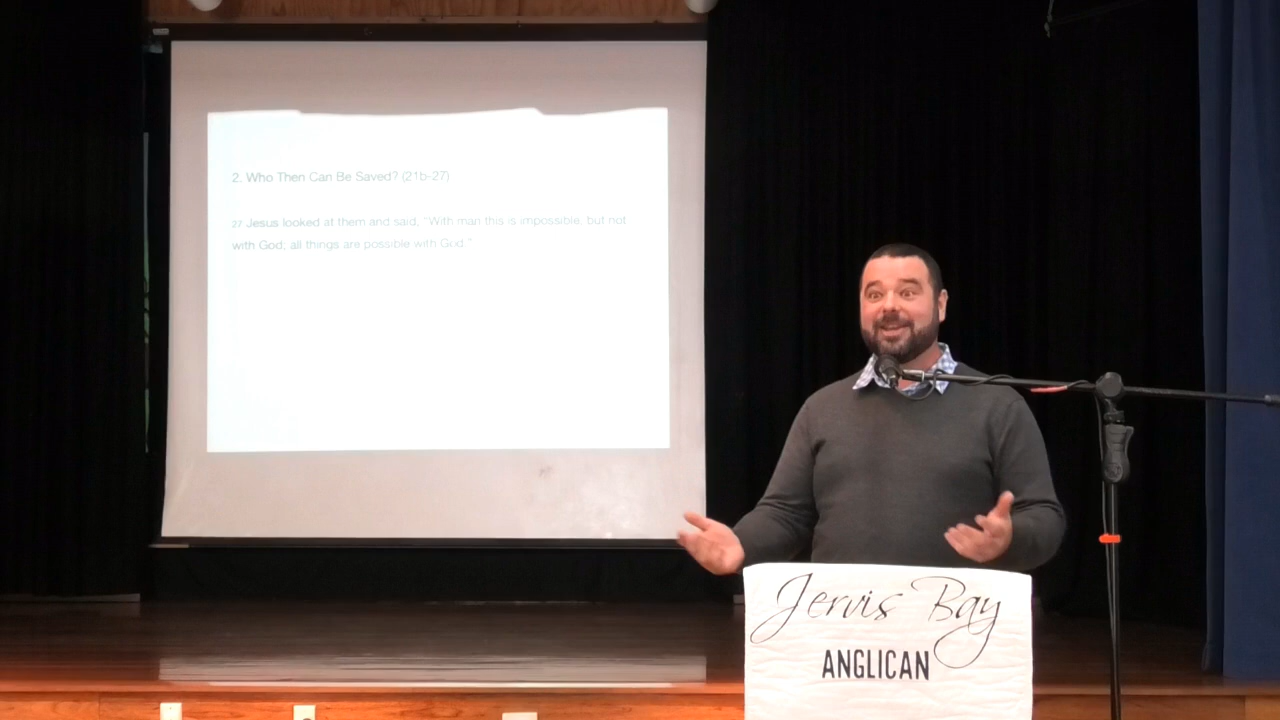 2. Who Then Can Be Saved? (21b-27)
27 Jesus looked at them and said, “With man this is impossible, but not
with God; all things are possible with God.”
Jervis Bay
ANGLICAN